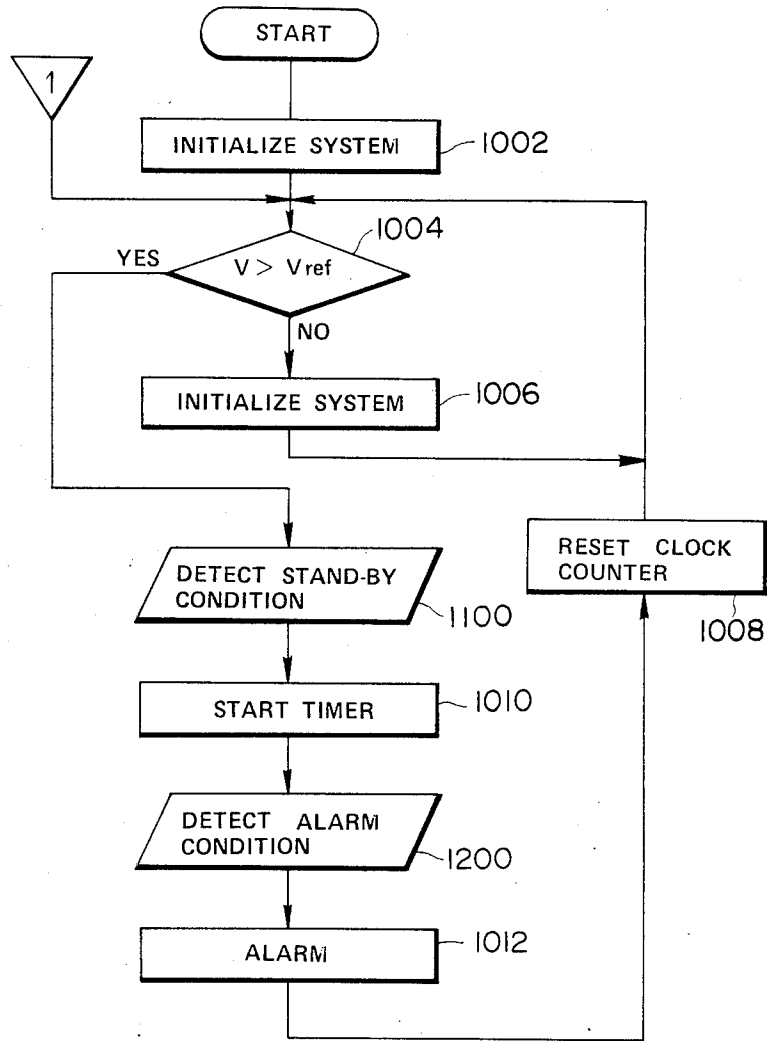 START
1
INITIALIZE SYSTEM
1002
1004
YES
V > Vref
NO
INITIALIZE SYSTEM
1006
DETECT STAND-BY
CONDITION
1100
RESET CLOCK
COUNTER
1008
START TIMER
1010
DETECT ALARM
CONDITION
1200
ALARM
1012